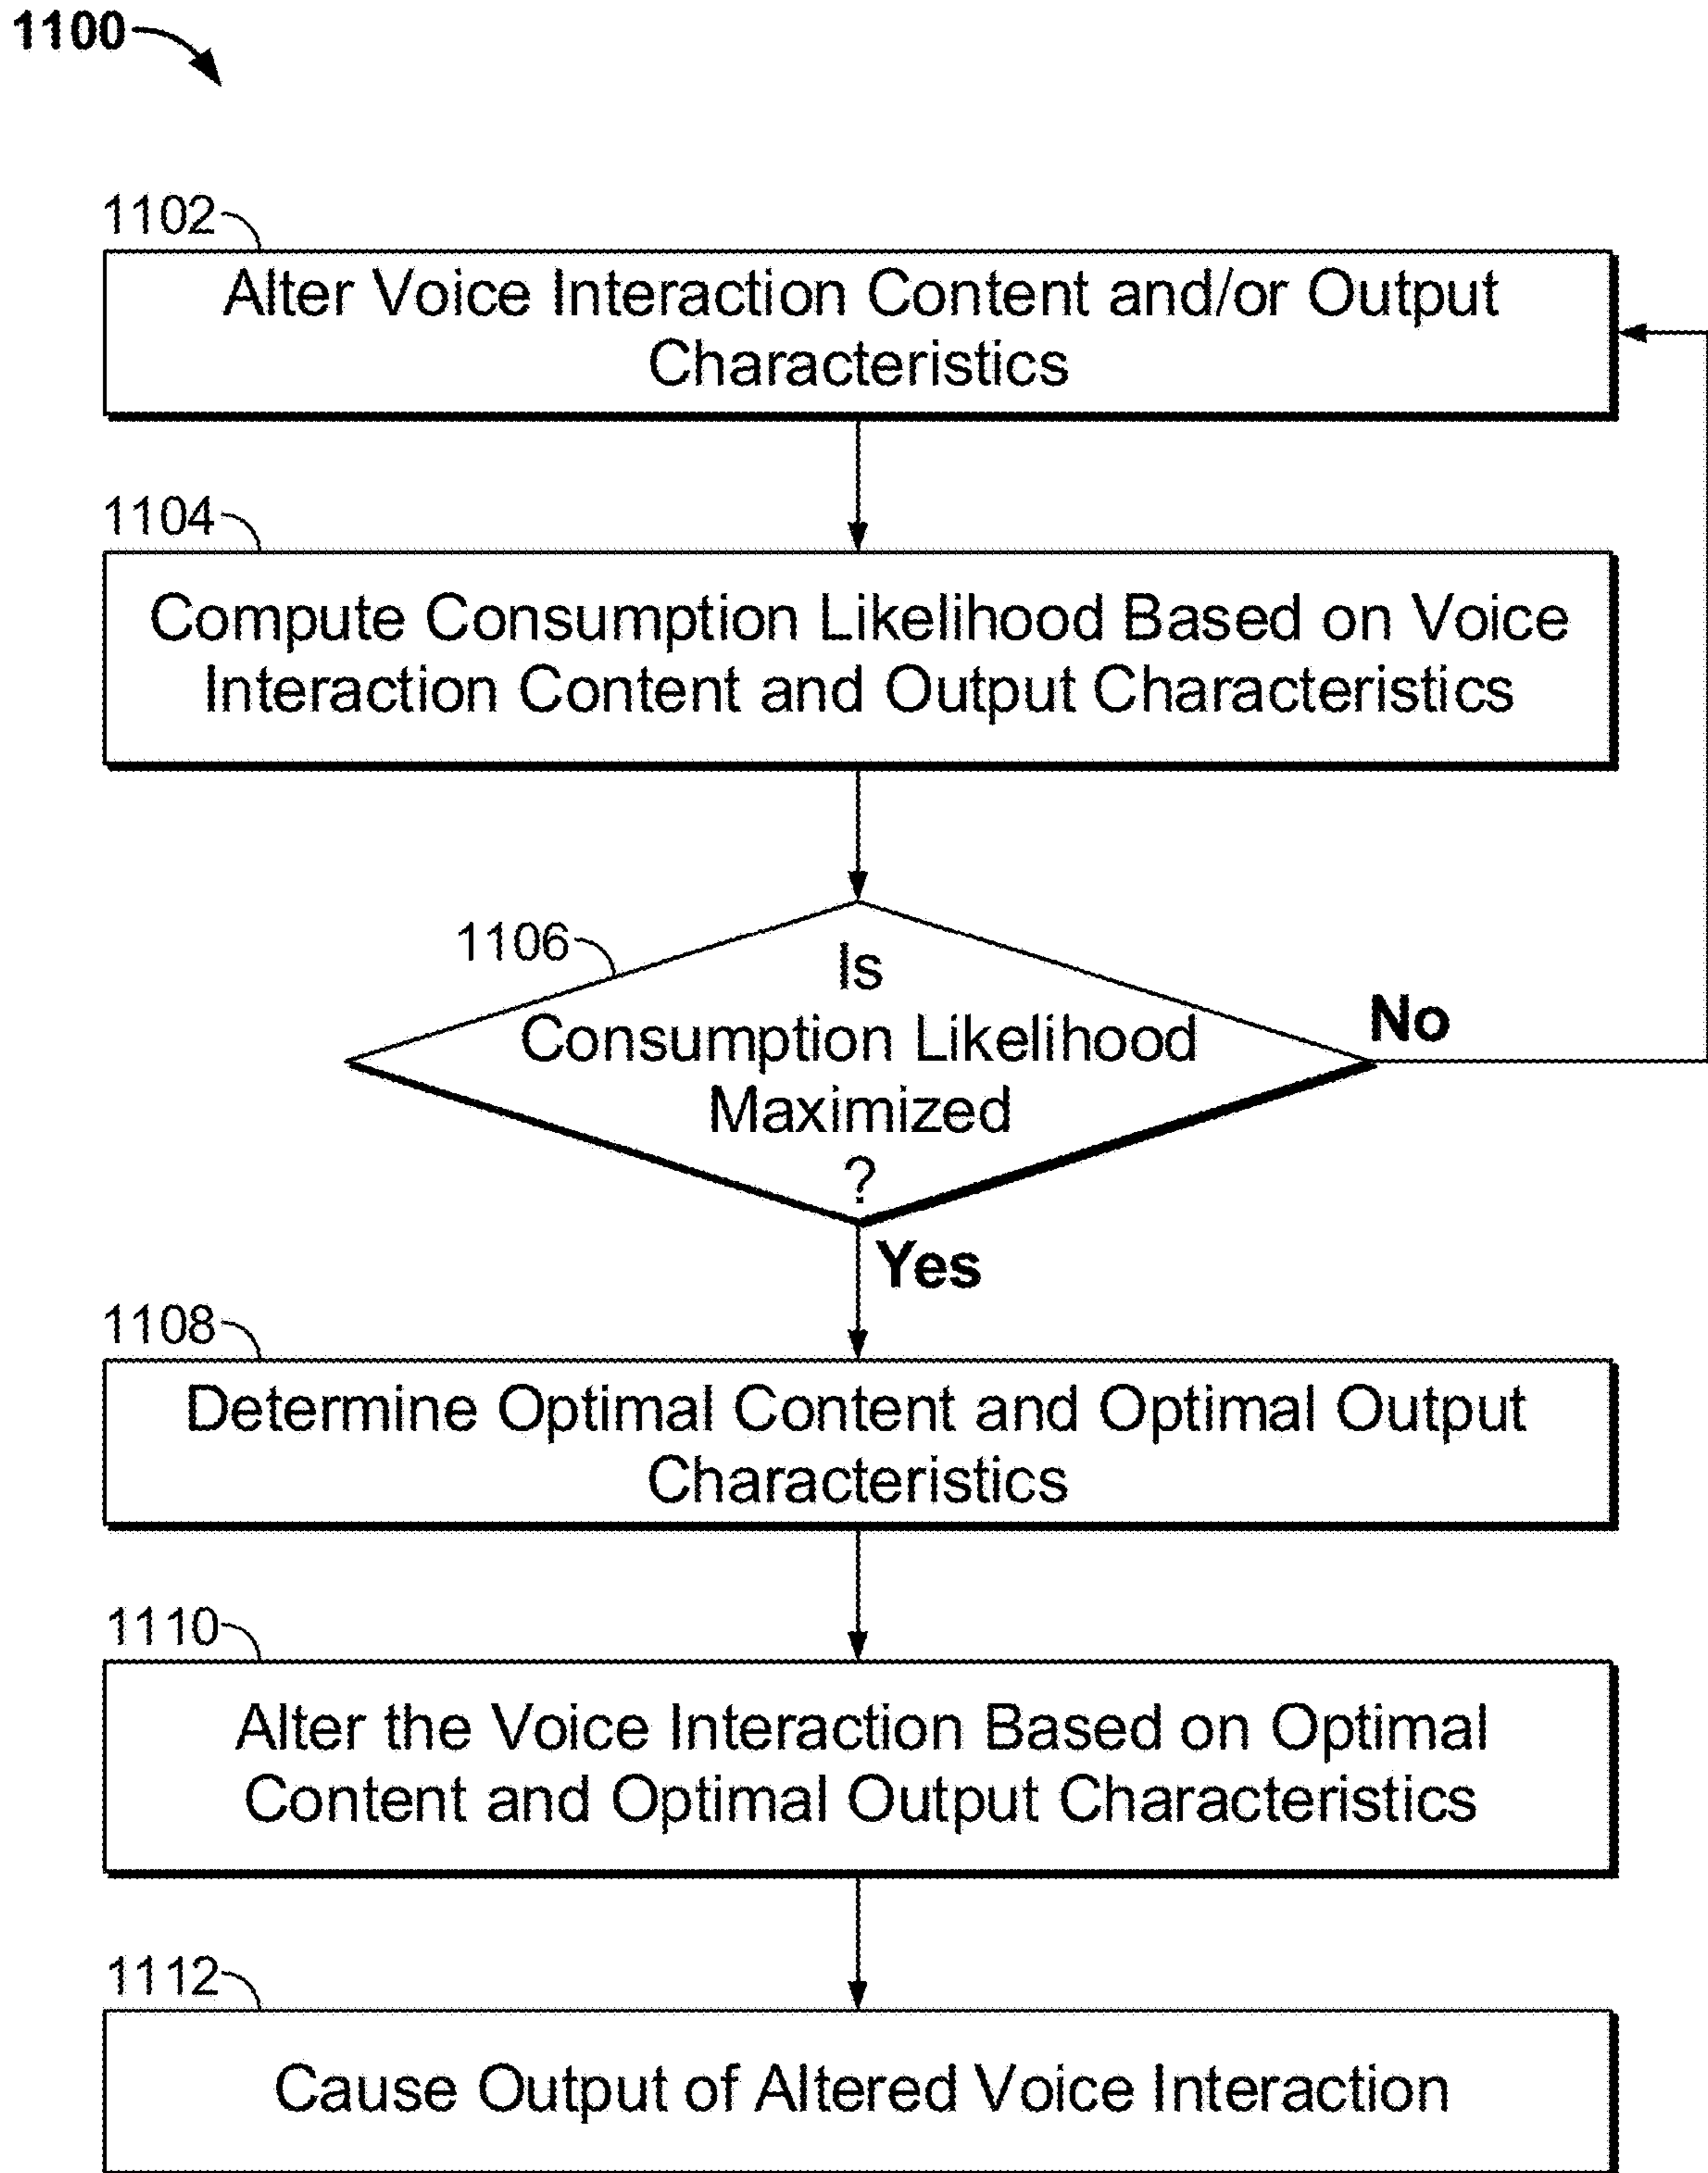 1100
1102
Alter Voice Interaction Content and/or Output
Characteristics
1104
Compute Consumption Likelihood Based on Voice
Interaction Content and Output Characteristics
1106
Is
Consumption Likelihood
Maximized
?
No
Yes
1108
Determine Optimal Content and Optimal Output
Characteristics
1110
Alter the Voice Interaction Based on Optimal
Content and Optimal Output Characteristics
1112
Cause Output of Altered Voice Interaction